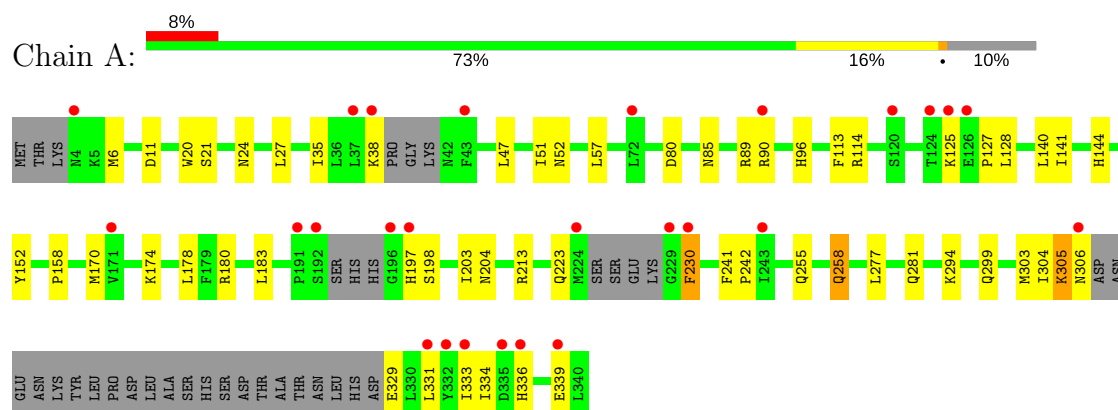 8%
Chain A:
73% 16% • 10%
MET THR LYS N4 K5 M6 D11 W20 S21 N24 L27 I35 L36 L37 K38 PRO GLY LYS N42 F43 L47 I51 N52 L57 L72 D80 N85 R89 R90 H96 F113 R114 S120 T124 K125 E126 P127 L128 L140 I141 H144
Y152 P158 M170 V171 K174 L178 F179 R180 L183 P191 S192 SER HIS HIS G196 H197 S198 I203 N204 R213 Q223 M224 SER SER GLU LYS G229 F230 F241 P242 I243 Q255 Q258 L277 Q281 K294 Q299 M303 I304 K305 N306 ASP ASN
GLU ASN LYS TYR LEU PRO ASP LEU ALA SER HIS SER ASP THR ALA THR ASN LEU HIS ASP E329 L330 L331 Y332 I333 I334 D335 H336 E339 L340